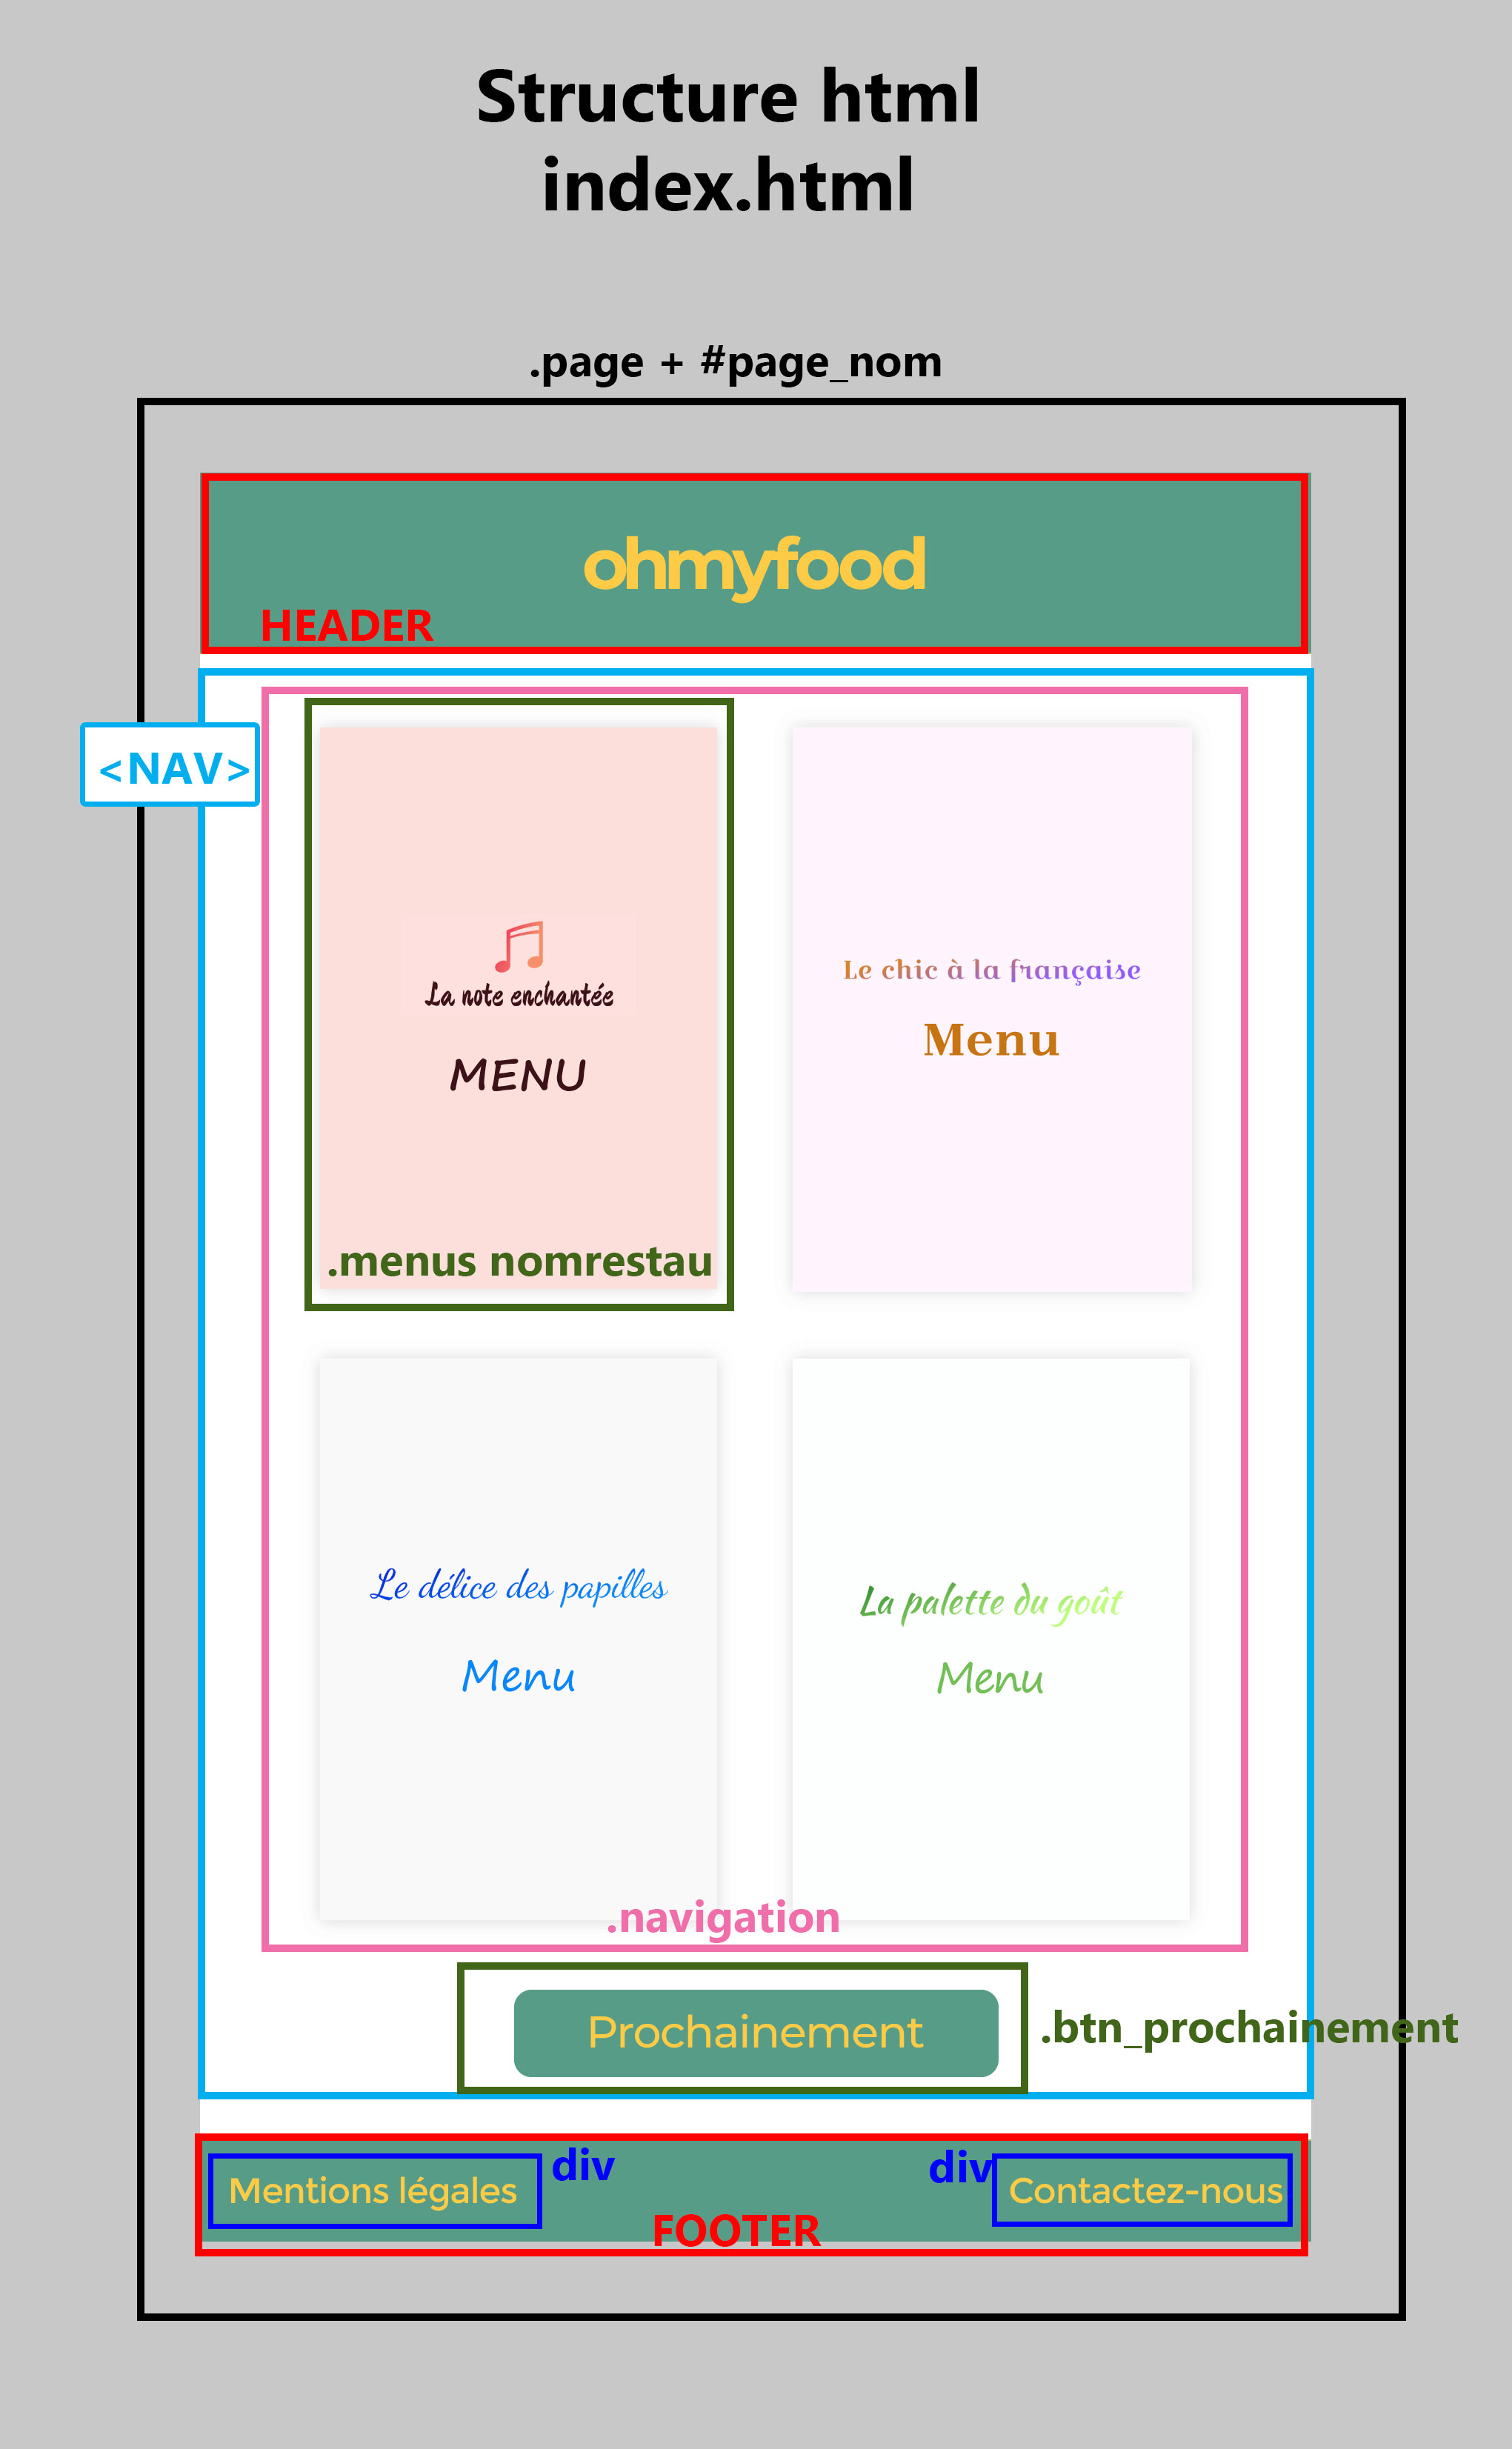 Structure html
index.html
.page + #page_nom
ohmyfood
HEADER
<NAV>
La note enchantée
MENU
.menus nomrestau
Le chic à la française
Menu
Le délice des papilles
Menu
La palette du goût
Menu
.navigation
Prochainement
.btn_prochainement
Mentions légales
div
div
Contactez-nous
FOOTER